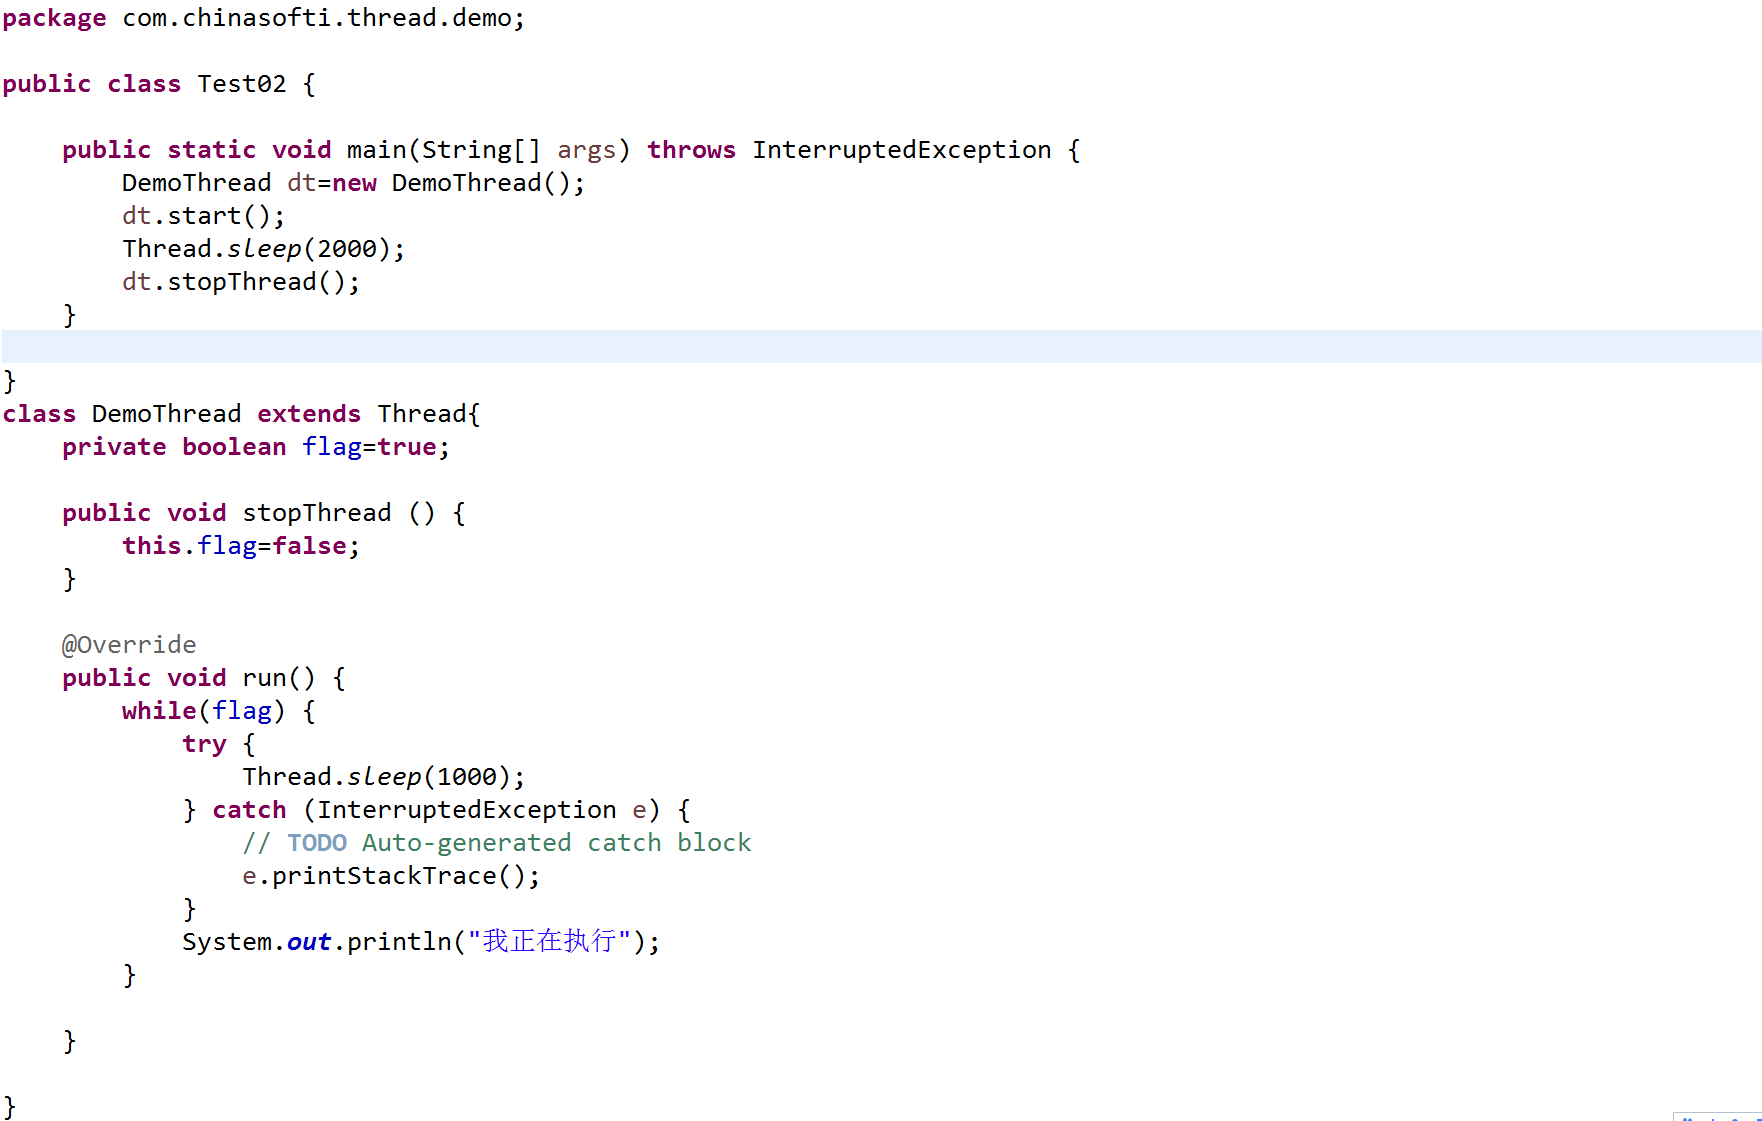 package com.chinasofti.thread.demo;
public class Test02 {
public static void main(String[] args) throws InterruptedException {
DemoThread dt=new DemoThread();
dt.start();
Thread.sleep(2000);
dt.stopThread();
}
}
class DemoThread extends Thread{
private boolean flag=true;
public void stopThread () {
this.flag=false;
}
@Override
public void run() {
while(flag) {
try {
Thread.sleep(1000);
} catch (InterruptedException e) {
// TODO Auto-generated catch block
e.printStackTrace();
}
System.out.println("我正在执行");
}
}
}